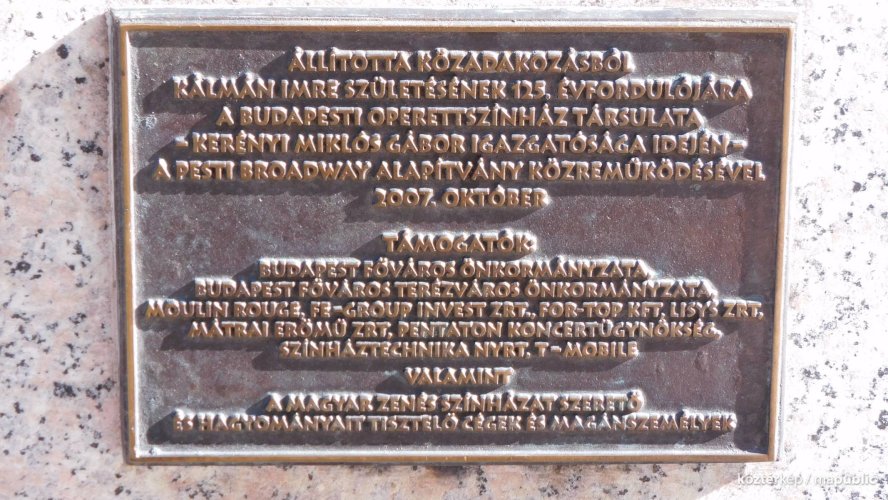 ÁLLÍTOTTA KÖZADAKOZÁSBÓL
KÁLMÁN IMRE SZÜLETÉSÉNEK 125. ÉVFORDULÓJÁRA
A BUDAPESTI OPERETTSZÍNHÁZ TÁRSULATA
- KERÉNYI MIKLÓS GÁBOR IGAZGATÓSÁGA IDEJÉN -
A PESTI BROADWAY ALAPÍTVÁNY KÖZREMŰKÖDÉSÉVEL
2007. OKTÓBER
TÁMOGATÓK:
BUDAPEST FŐVÁROS ÖNKORMÁNYZATA,
BUDAPEST FŐVÁROS TERÉZVÁROS ÖNKORMÁNYZATA,
MOULIN ROUGE, FE-GROUP INVEST ZRT., FOR-TOP KFT, LISYS ZRT,
MÁTRAI ERŐMŰ ZRT, PENTATON KONCERTÜGYNÖKSÉG,
SZÍNHÁZTECHNIKA NYRT, T-MOBILE
VALAMINT
A MAGYAR ZENÉS SZÍNHÁZAT SZERETŐ
ÉS HAGYOMÁNYAIT TISZTELŐ CÉGEK ÉS MAGÁNSZEMÉLYEK
köztérkép / mapublic